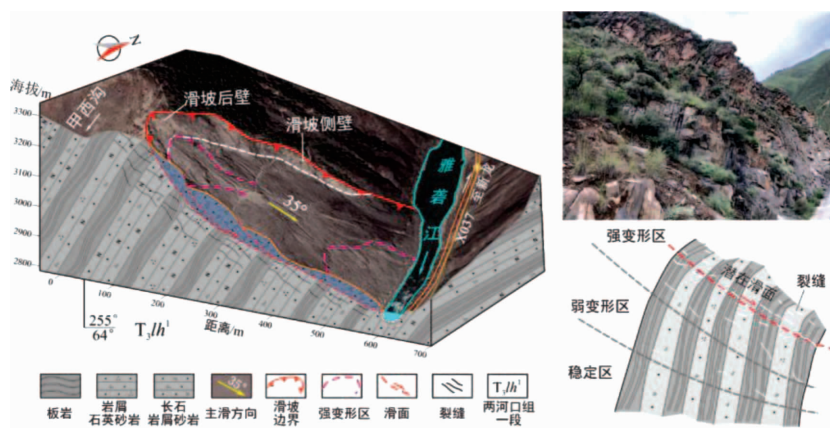 N
海拔/m
3300
3200
3100
3000
2900
2800
甲西沟
滑坡后壁
滑坡侧壁
35°
雅砻江
X037 至新龙
0
100
200
300
400
500
600
700
距离/m
255°
64°
T₃lh¹
强变形区
弱变形区
稳定区
潜在滑面
裂缝
35°
T₃lh¹
板岩
岩屑
石英砂岩
长石
岩屑砂岩
主滑方向
滑坡
边界
强变形区
滑面
裂缝
两河口组
一段